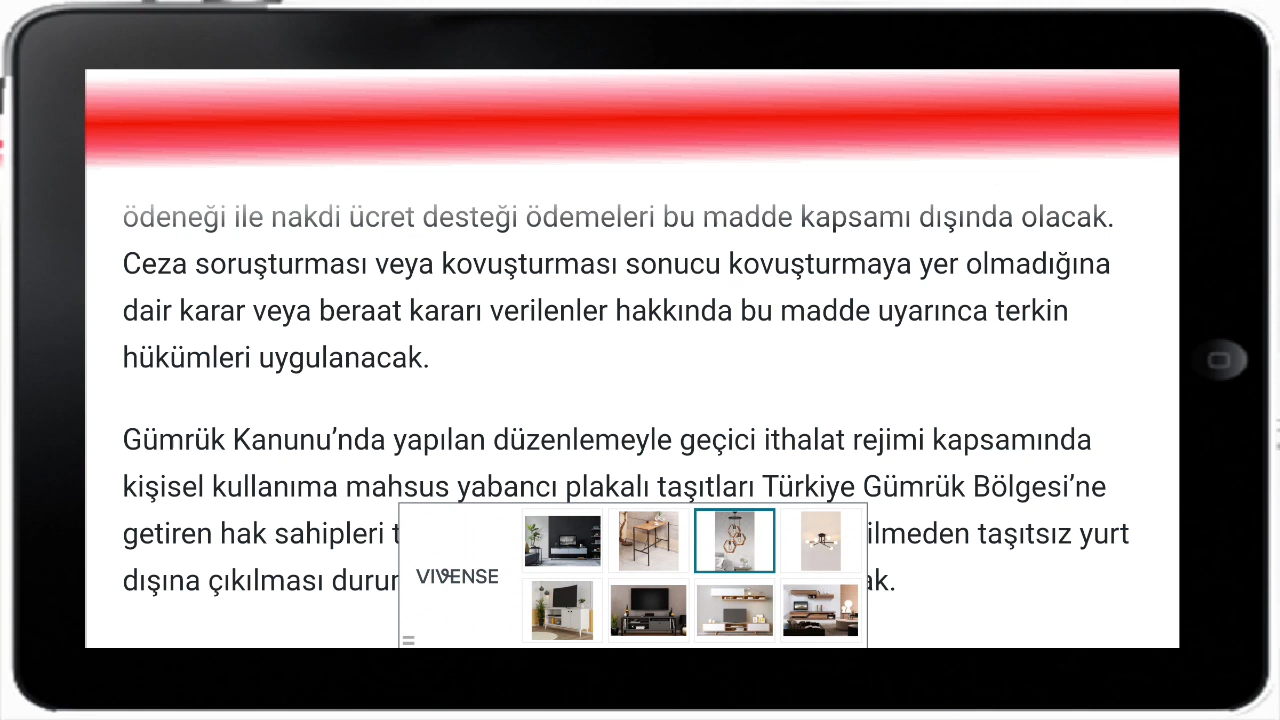 ödeneği ile nakdi ücret desteği ödemeleri bu madde kapsamı dışında olacak.
Ceza soruşturması veya kovuşturması sonucu kovuşturmaya yer olmadığına
dair karar veya beraat kararı verilenler hakkında bu madde uyarınca terkin
hükümleri uygulanacak.
Gümrük Kanunu’nda yapılan düzenlemeyle geçici ithalat rejimi kapsamında
kişisel kullanıma mahsus yabancı plakalı taşıtları Türkiye Gümrük Bölgesi’ne
getiren hak sahipleri ilmeden taşıtsız yurt
dışına çıkılması
VIVENSE